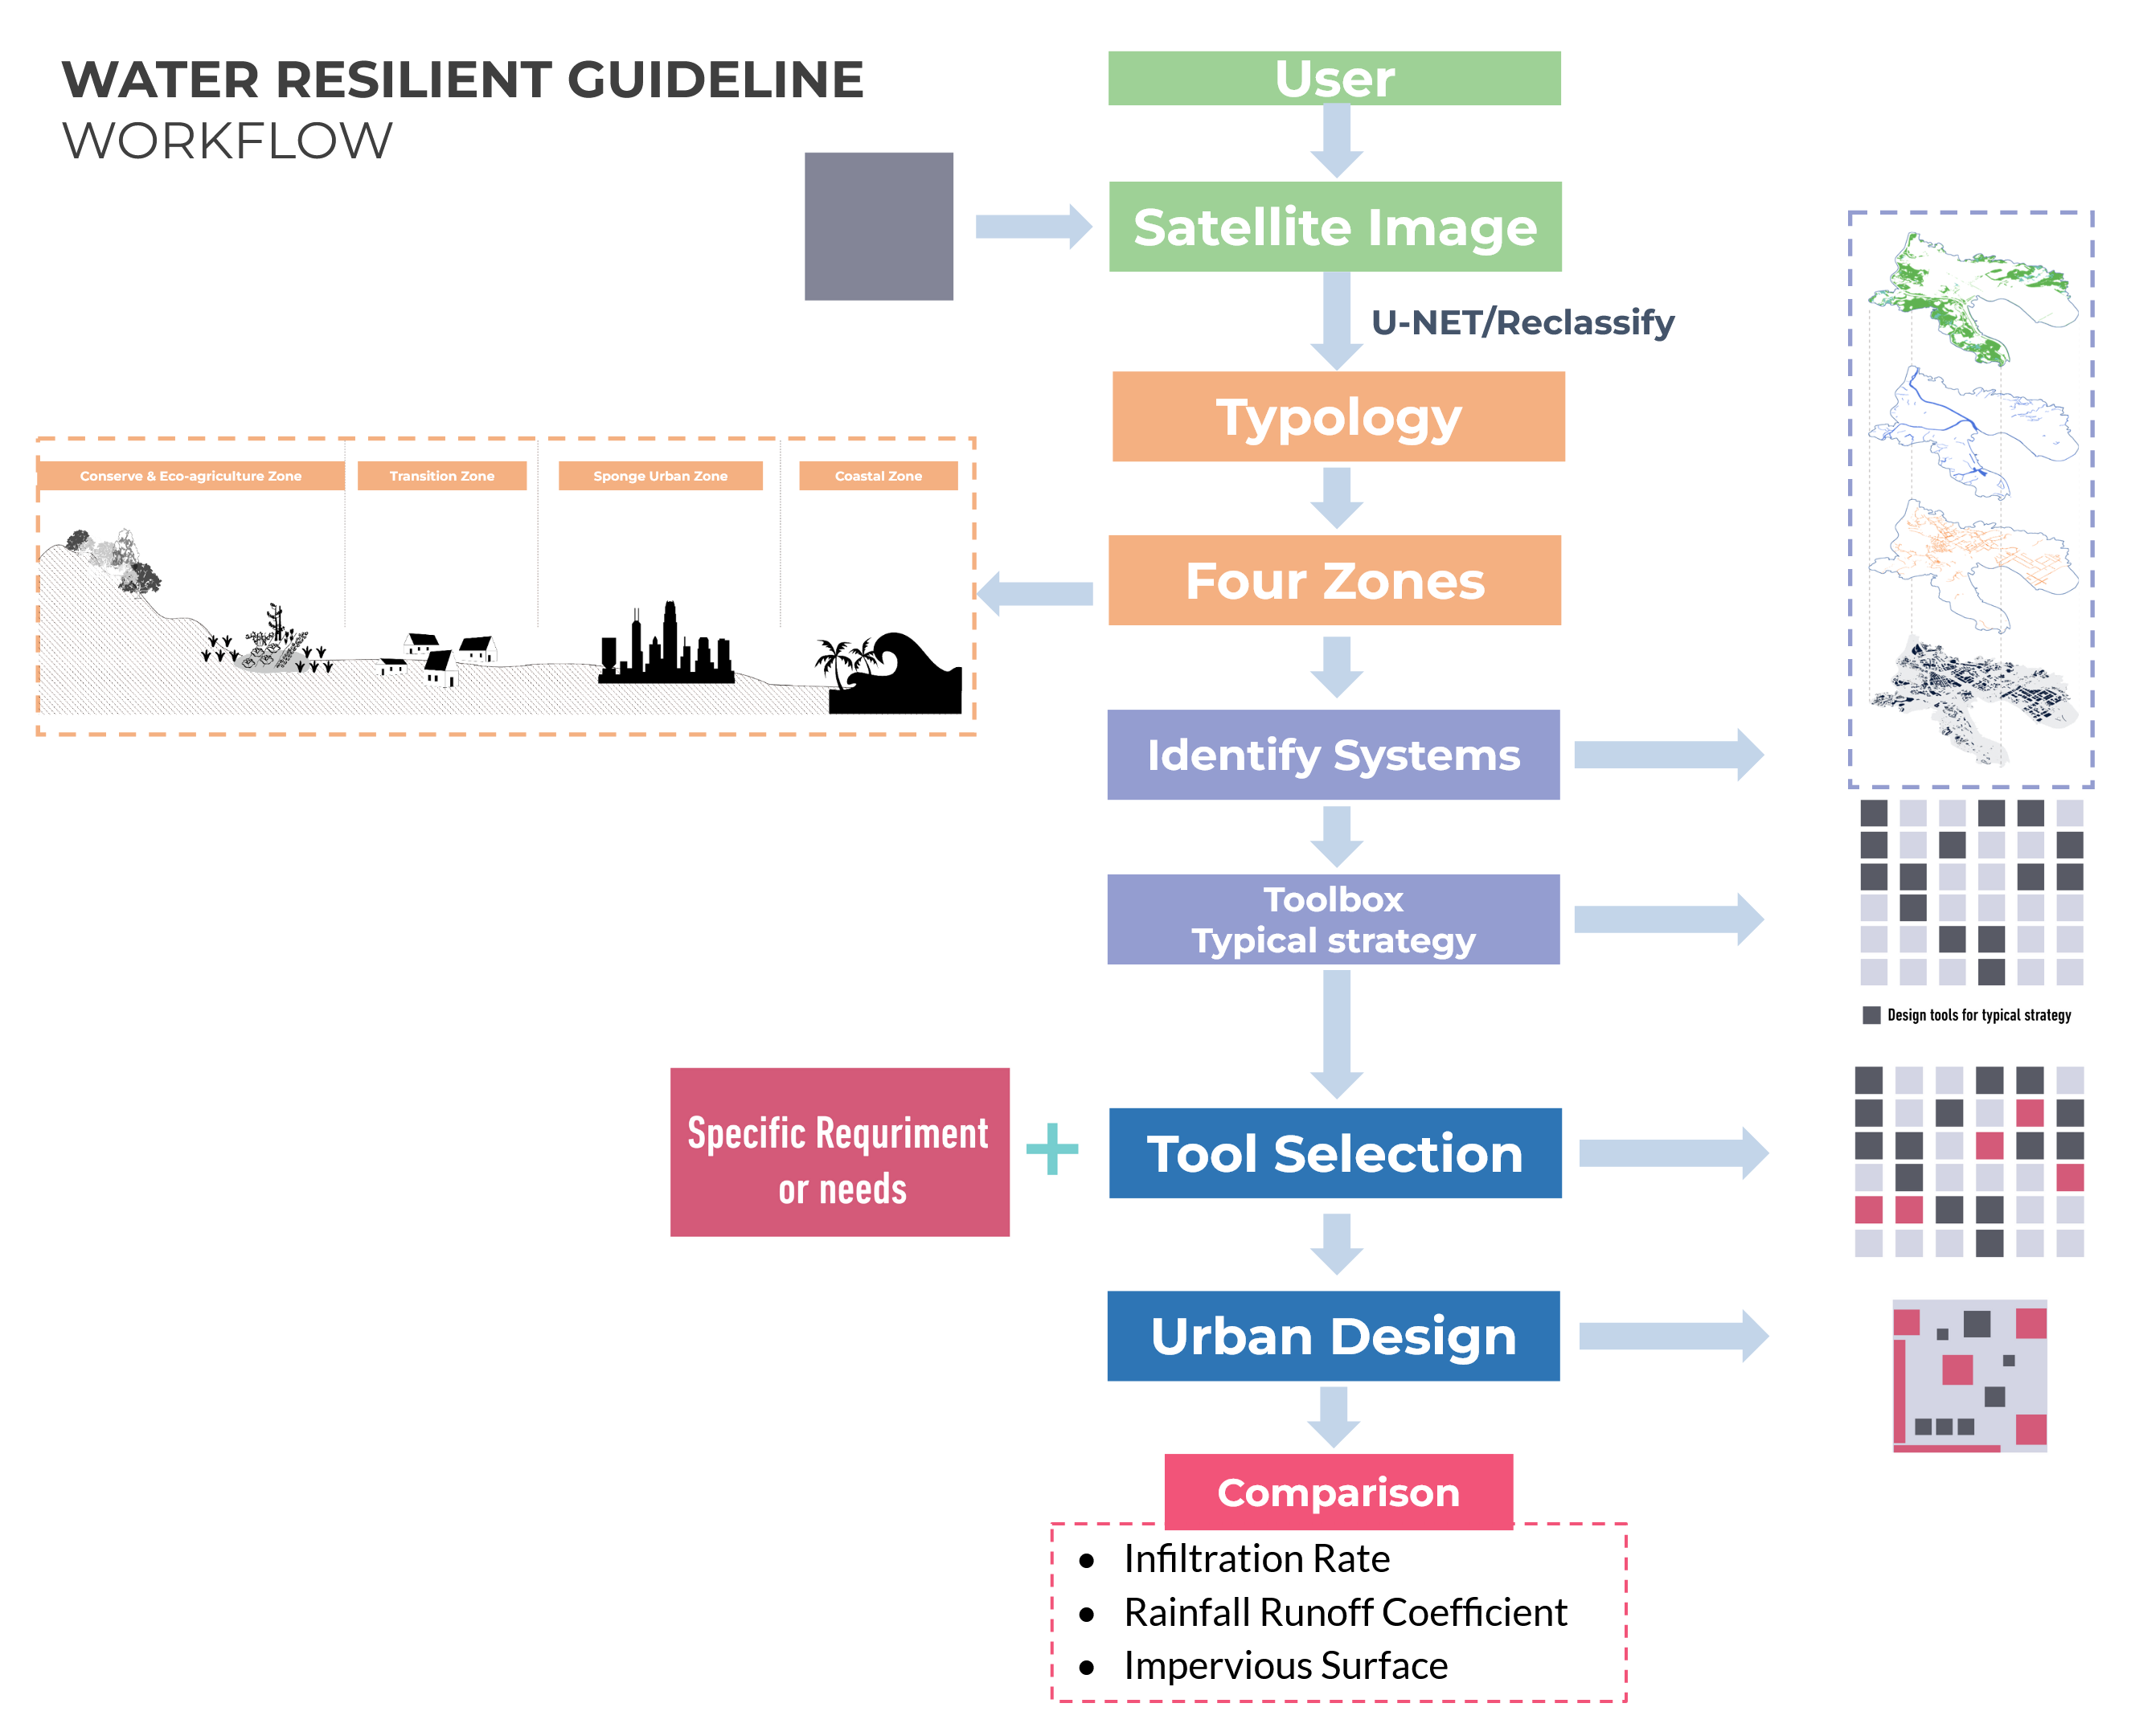 WATER RESILIENT GUIDELINE
WORKFLOW
User
Satellite Image
U-NET/Reclassify
Typology
Conserve & Eco-agriculture Zone
Transition Zone
Sponge Urban Zone
Coastal Zone
Four Zones
Identify Systems
Toolbox
Typical strategy
Design tools for typical strategy
Specific Requriment
or needs
Tool Selection
Urban Design
Comparison
• Infiltration Rate
• Rainfall Runoff Coefficient
• Impervious Surface